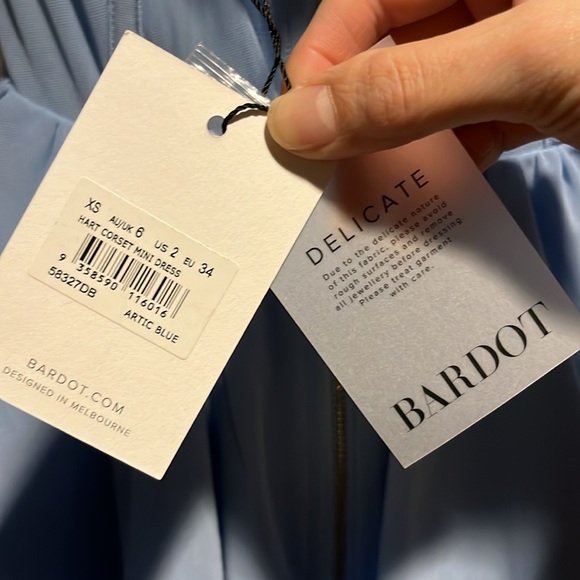 XS AU/UK 6 US 2 EU 34
HART CORSET MINI DRESS
9 358590 116016
58327DB
ARTIC BLUE
BARDOT.COM
DESIGNED IN MELBOURNE
DELICATE
Due to the delicate nature
of this fabric, please avoid
rough surfaces and remove
all jewellery before dressing.
Please treat garment
with care.
BARDOT